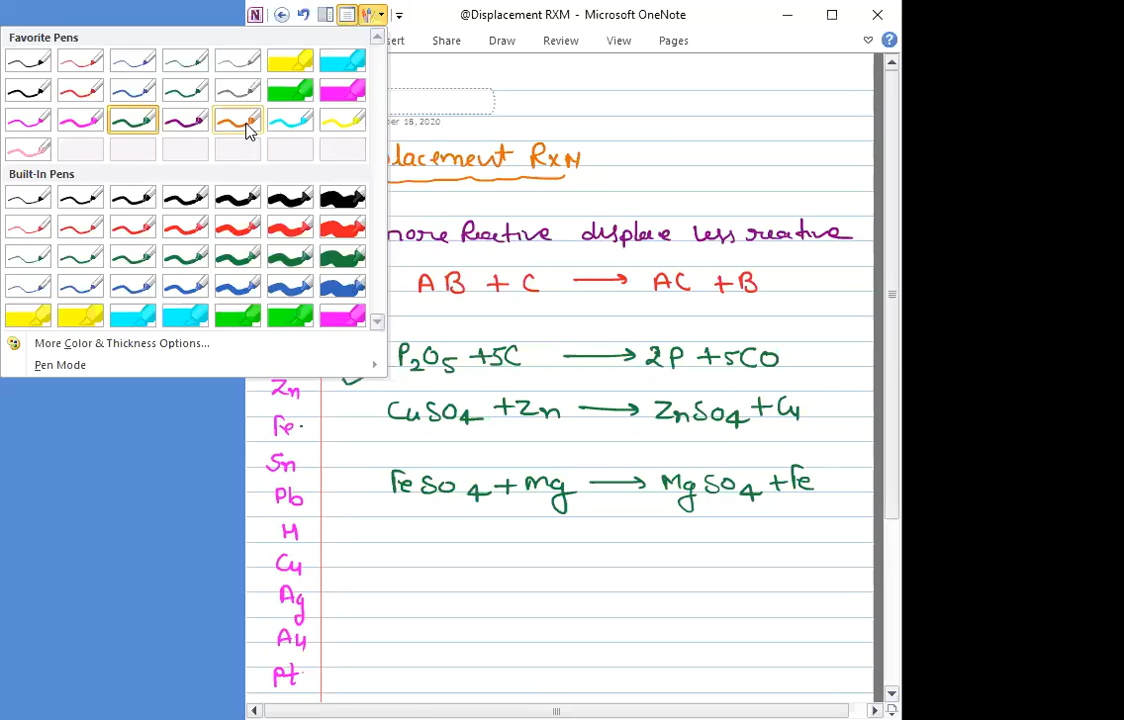 @Displacement RXM - Microsoft OneNote
Share Draw Review View Pages
Favorite Pens
Built-In Pens
More Color & Thickness Options...
Pen Mode
2020
placement RxN
more Reactive displace less reactive
AB + C → AC + B
P₂O₅ + 5C → 2P + 5CO
CuSO₄ + Zn → ZnSO₄ + Cu
FeSO₄ + mg → MgSO₄ + Fe
Zn
Fe
Sn
Pb
H
Cu
Ag
Au
Pt